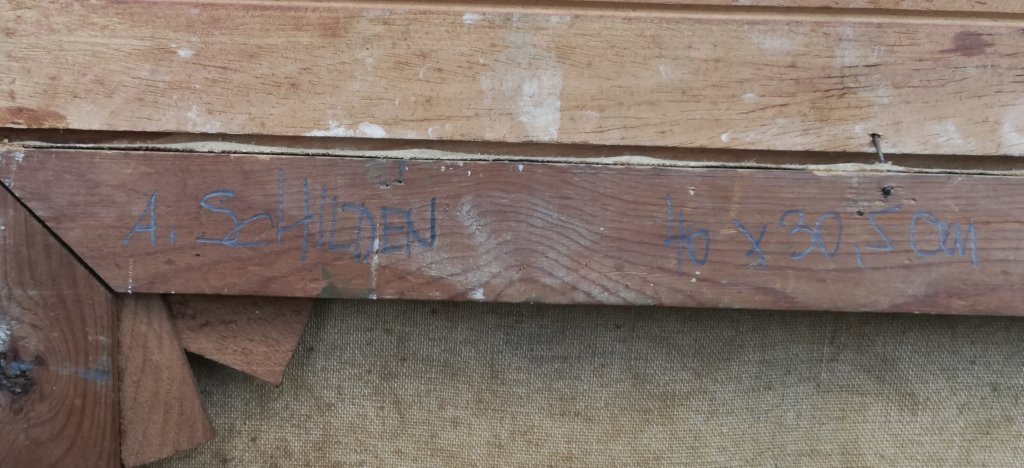 A. SCHILDEN 40 x 30,5 cm